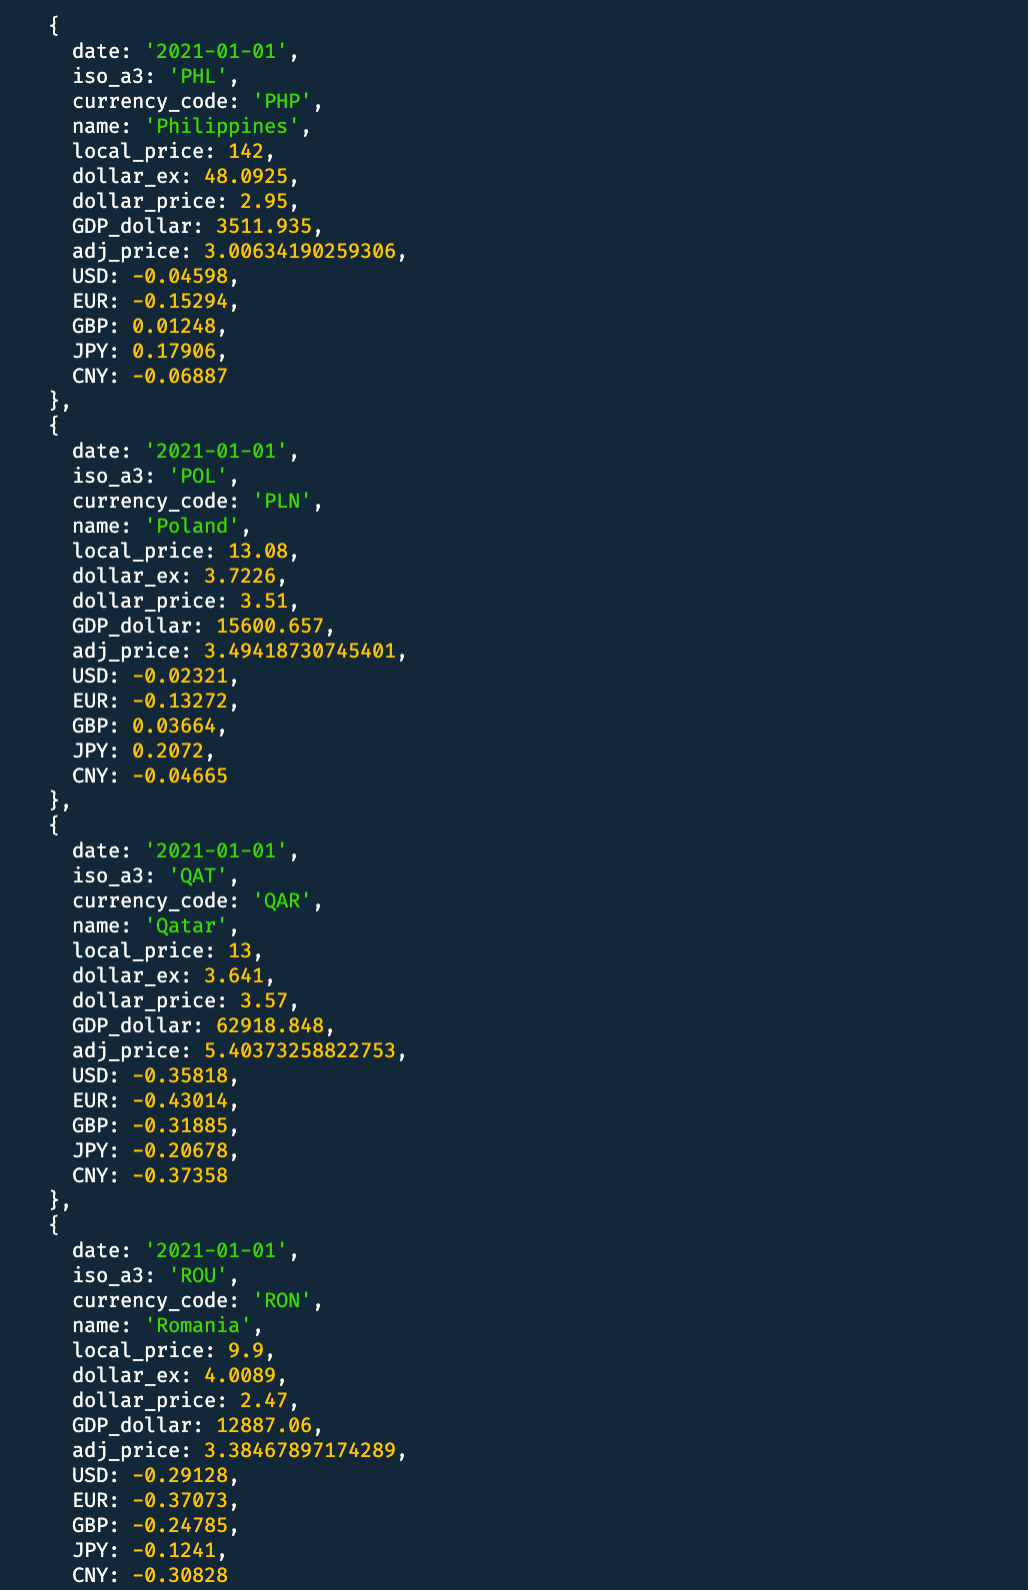 {
date: '2021-01-01',
iso_a3: 'PHL',
currency_code: 'PHP',
name: 'Philippines',
local_price: 142,
dollar_ex: 48.0925,
dollar_price: 2.95,
GDP_dollar: 3511.935,
adj_price: 3.00634190259306,
USD: -0.04598,
EUR: -0.15294,
GBP: 0.01248,
JPY: 0.17906,
CNY: -0.06887
},
{
date: '2021-01-01',
iso_a3: 'POL',
currency_code: 'PLN',
name: 'Poland',
local_price: 13.08,
dollar_ex: 3.7226,
dollar_price: 3.51,
GDP_dollar: 15600.657,
adj_price: 3.49418730745401,
USD: -0.02321,
EUR: -0.13272,
GBP: 0.03664,
JPY: 0.2072,
CNY: -0.04665
},
{
date: '2021-01-01',
iso_a3: 'QAT',
currency_code: 'QAR',
name: 'Qatar',
local_price: 13,
dollar_ex: 3.641,
dollar_price: 3.57,
GDP_dollar: 62918.848,
adj_price: 5.40373258822753,
USD: -0.35818,
EUR: -0.43014,
GBP: -0.31885,
JPY: -0.20678,
CNY: -0.37358
},
{
date: '2021-01-01',
iso_a3: 'ROU',
currency_code: 'RON',
name: 'Romania',
local_price: 9.9,
dollar_ex: 4.0089,
dollar_price: 2.47,
GDP_dollar: 12887.06,
adj_price: 3.38467897174289,
USD: -0.29128,
EUR: -0.37073,
GBP: -0.24785,
JPY: -0.1241,
CNY: -0.30828